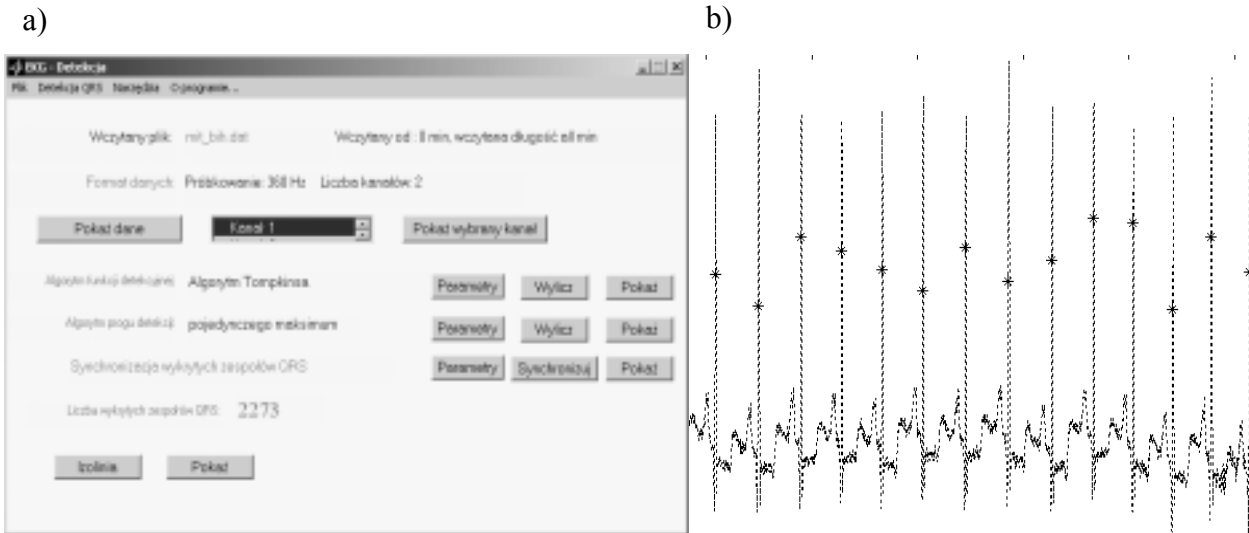 a)
b)
EKG - Detekcja
Plik Detekcja QRS Narzędzia O programie...
Wczytany plik: mit_bih.dat Wczytany od : 0 min, wczytana długość all min
Format danych: Próbkowanie: 360 Hz Liczba kanałów: 2
Pokaż dane Kanał 1 Pokaż wybrany kanał
Algorytm funkcji detekcyjnej: Algorytm Tompkinsa Parametry Wylicz Pokaż
Algorytm progu detekcji: pojedynczego maksimum Parametry Wylicz Pokaż
Synchronizacja wykrytych zespołów QRS Parametry Synchronizuj Pokaż
Liczba wykrytych zespołów QRS: 2273
Izolinia Pokaż